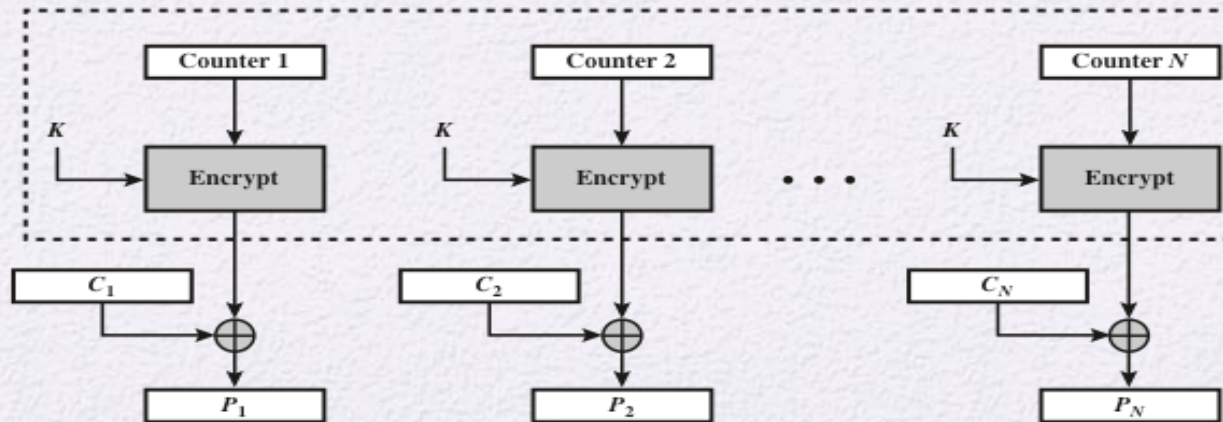 Counter 1 Counter 2 Counter N
K K K
Encrypt Encrypt • • • Encrypt
C1 C2 CN
P1 P2 PN